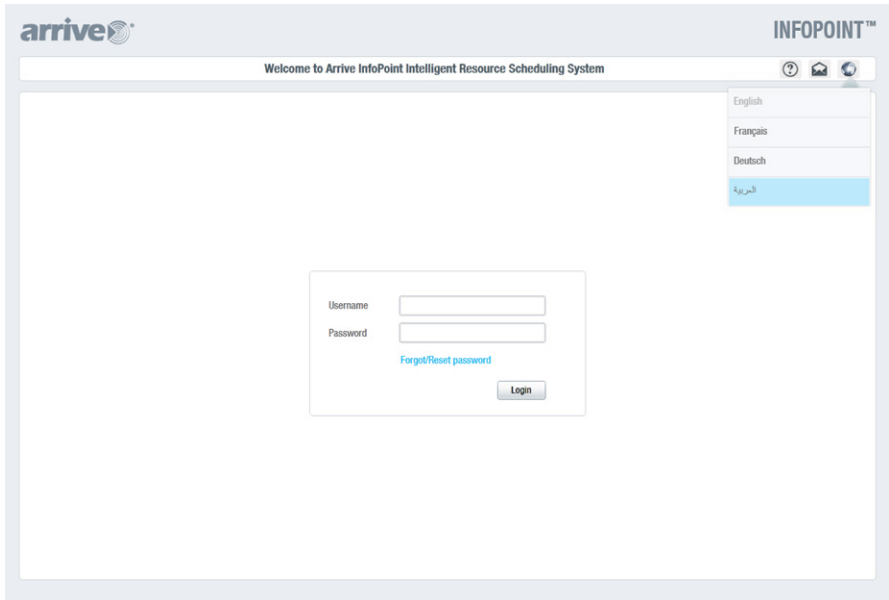 arrive
INFOPOINT™
Welcome to Arrive InfoPoint Intelligent Resource Scheduling System
English
Français
Deutsch
العربية
Username
Password
Forgot/Reset password
Login